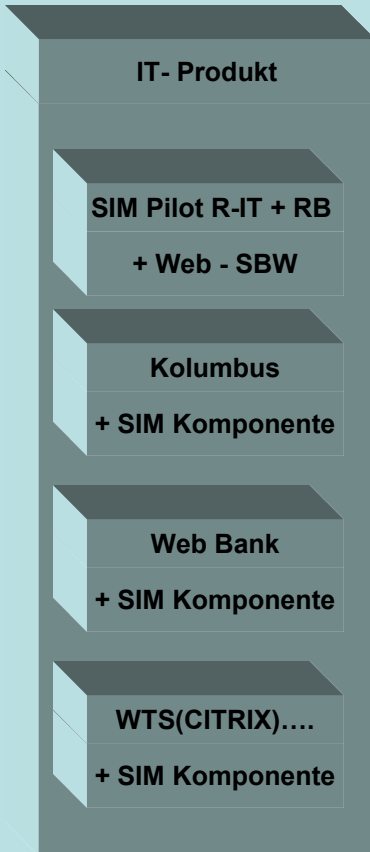 IT- Produkt
SIM Pilot R-IT + RB
+ Web - SBW
Kolumbus
+ SIM Komponente
Web Bank
+ SIM Komponente
WTS(CITRIX)….
+ SIM Komponente